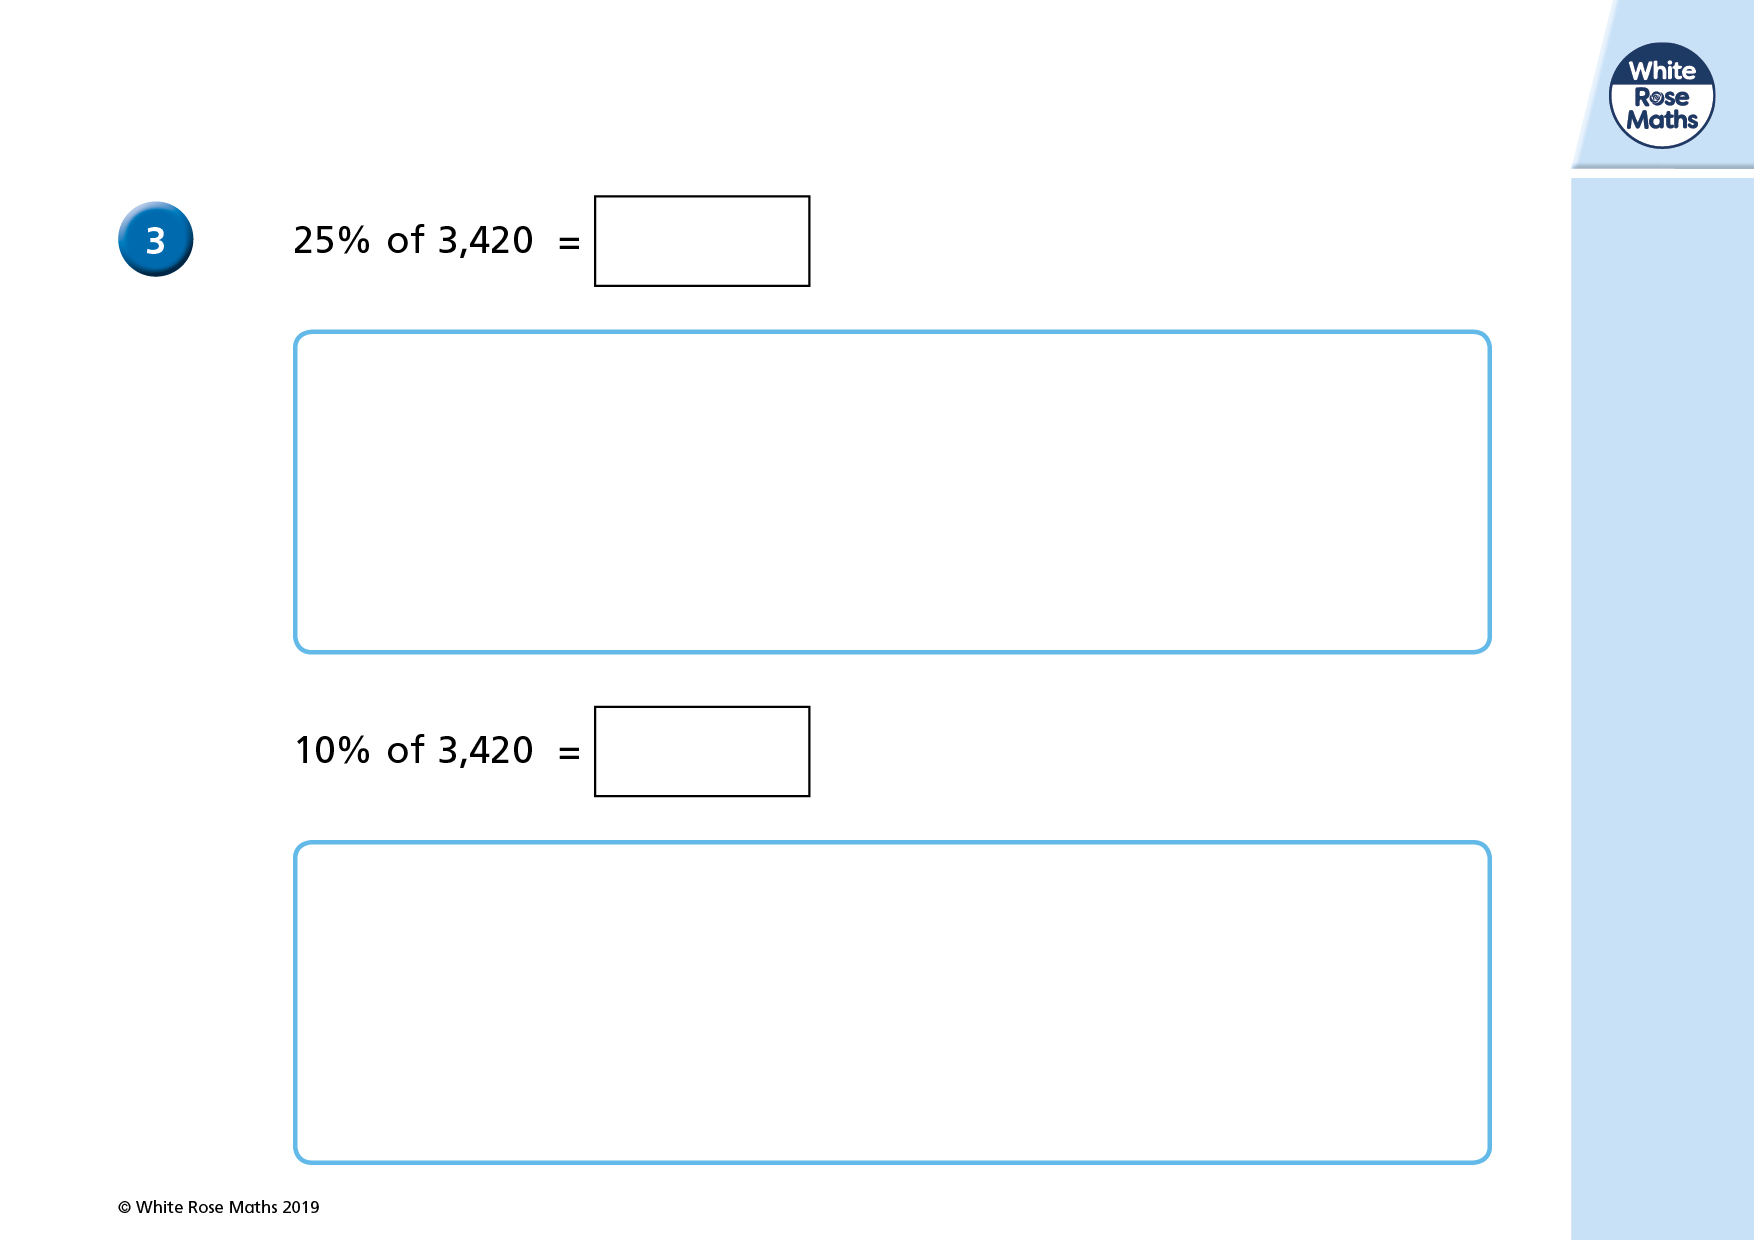 White
Rose
Maths
3
25% of 3,420 =
10% of 3,420 =
© White Rose Maths 2019